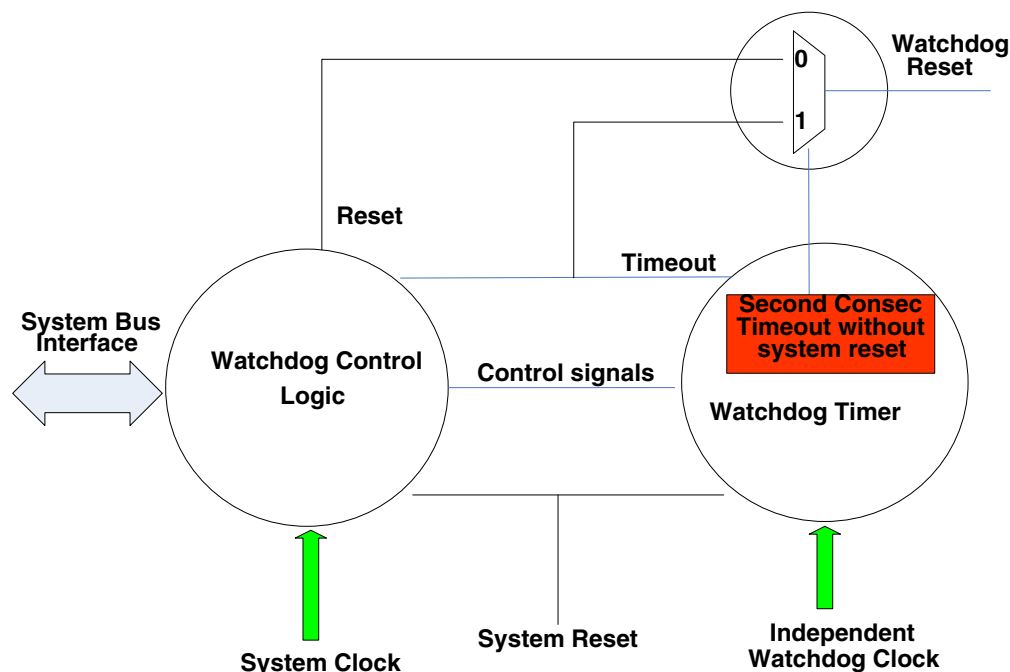 0
Watchdog
Reset
1
Reset
Timeout
Second Consec
Timeout without
system reset
System Bus
Interface
Watchdog Control
Logic
Control signals
Watchdog Timer
System Reset
Independent
Watchdog Clock
System Clock